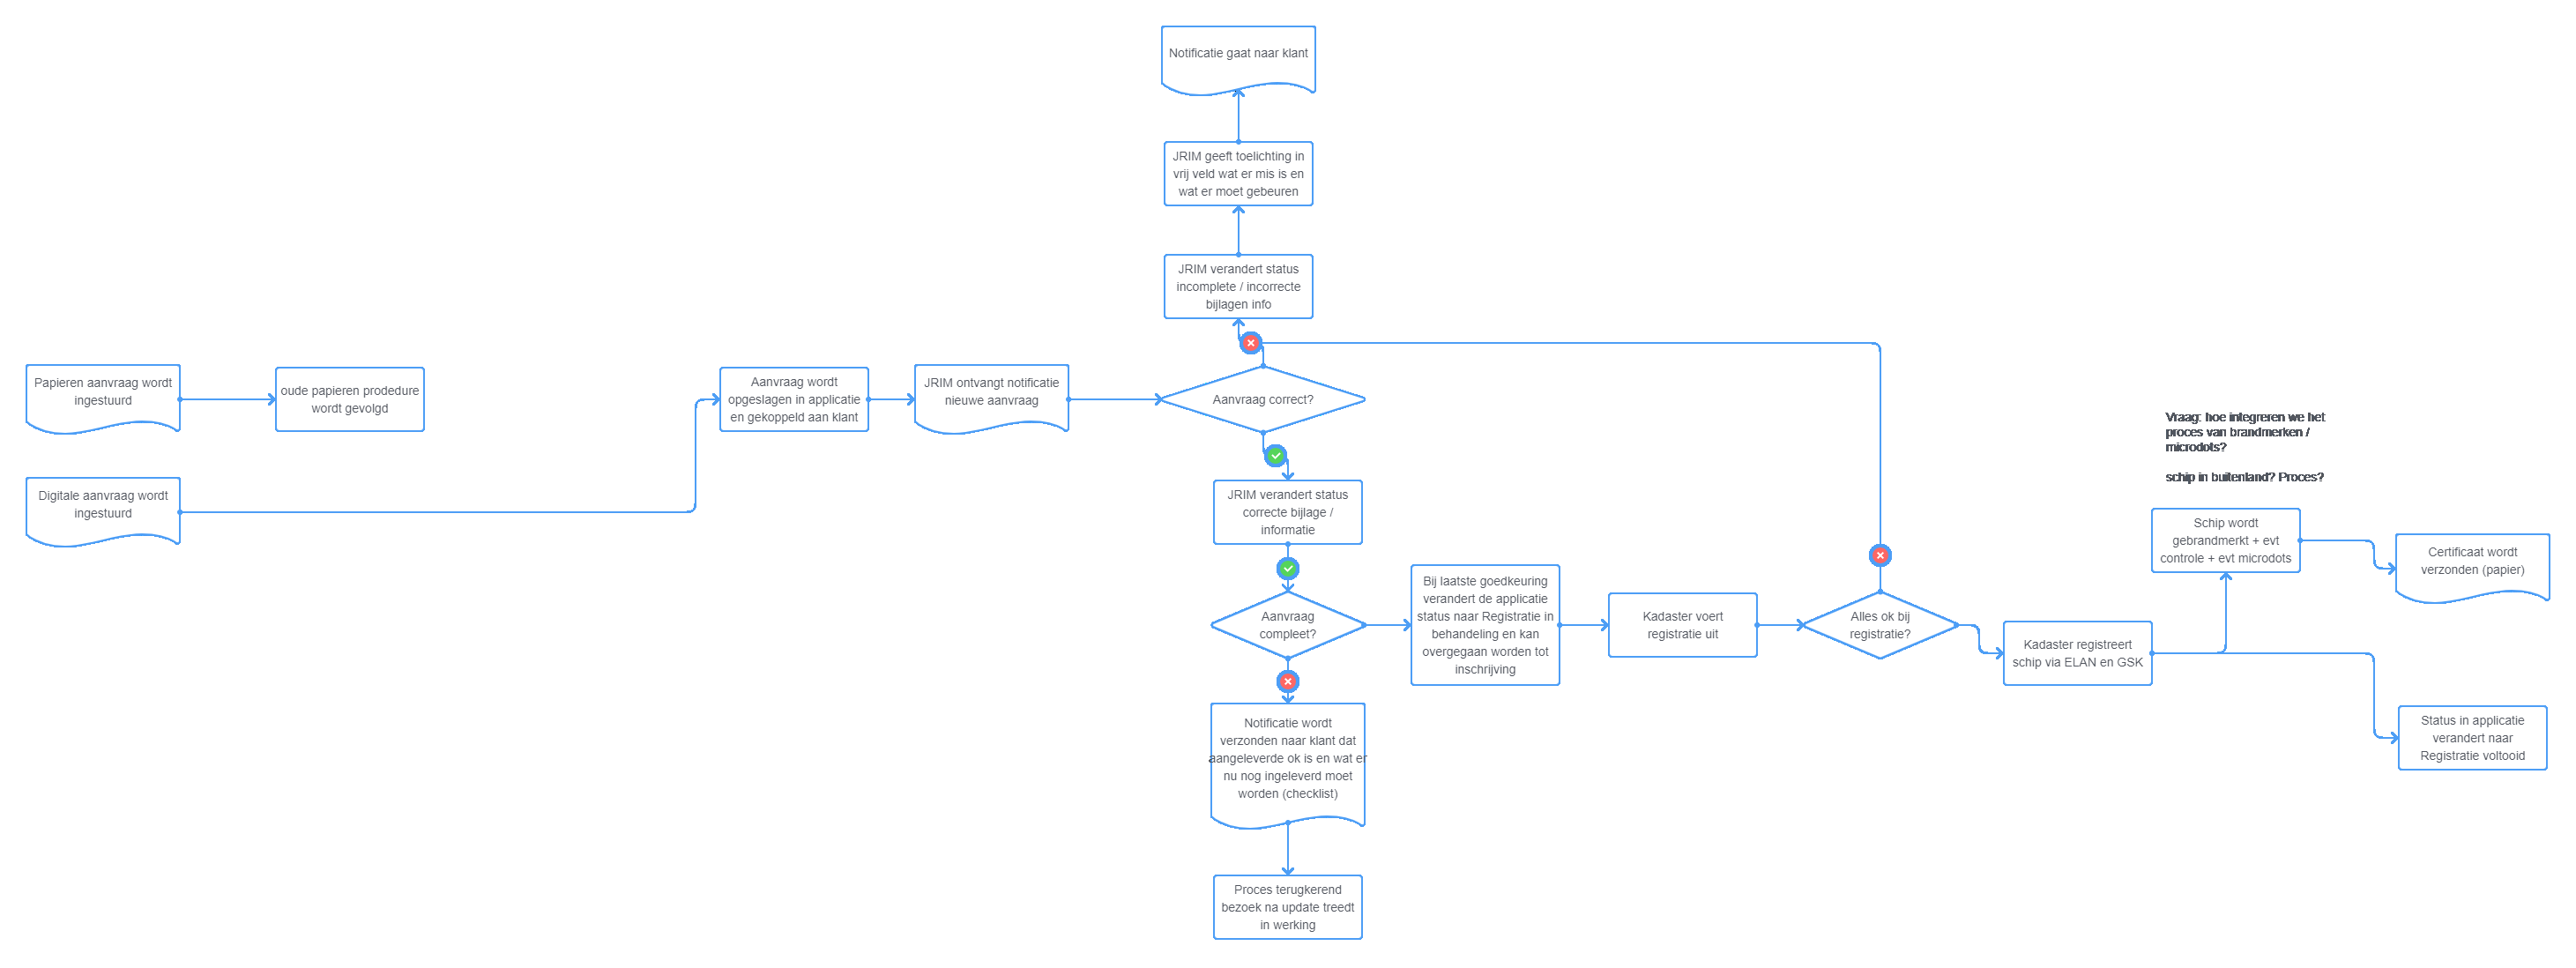 Notificatie gaat naar klant
JRIM geeft toelichting in
vrij veld wat er mis is en
wat er moet gebeuren
JRIM verandert status
incomplete / incorrecte
bijlagen info
Papieren aanvraag wordt
ingestuurd
oude papieren prodedure
wordt gevolgd
Digitale aanvraag wordt
ingestuurd
Aanvraag wordt
opgeslagen in applicatie
en gekoppeld aan klant
JRIM ontvangt notificatie
nieuwe aanvraag
Aanvraag correct?
JRIM verandert status
correcte bijlage /
informatie
Aanvraag
compleet?
Notificatie wordt
verzonden naar klant dat
aangeleverde ok is en wat er
nu nog ingeleverd moet
worden (checklist)
Proces terugkerend
bezoek na update treedt
in werking
Bij laatste goedkeuring
verandert de applicatie
status naar Registratie in
behandeling en kan
overgegaan worden tot
inschrijving
Kadaster voert
registratie uit
Alles ok bij
registratie?
Kadaster registreert
schip via ELAN en GSK
Vraag: hoe integreren we het
proces van brandmerken /
microdots?
schip in buitenland? Proces?
Schip wordt
gebrandmerkt + evt
controle + evt microdots
Certificaat wordt
verzonden (papier)
Status in applicatie
verandert naar
Registratie voltooid